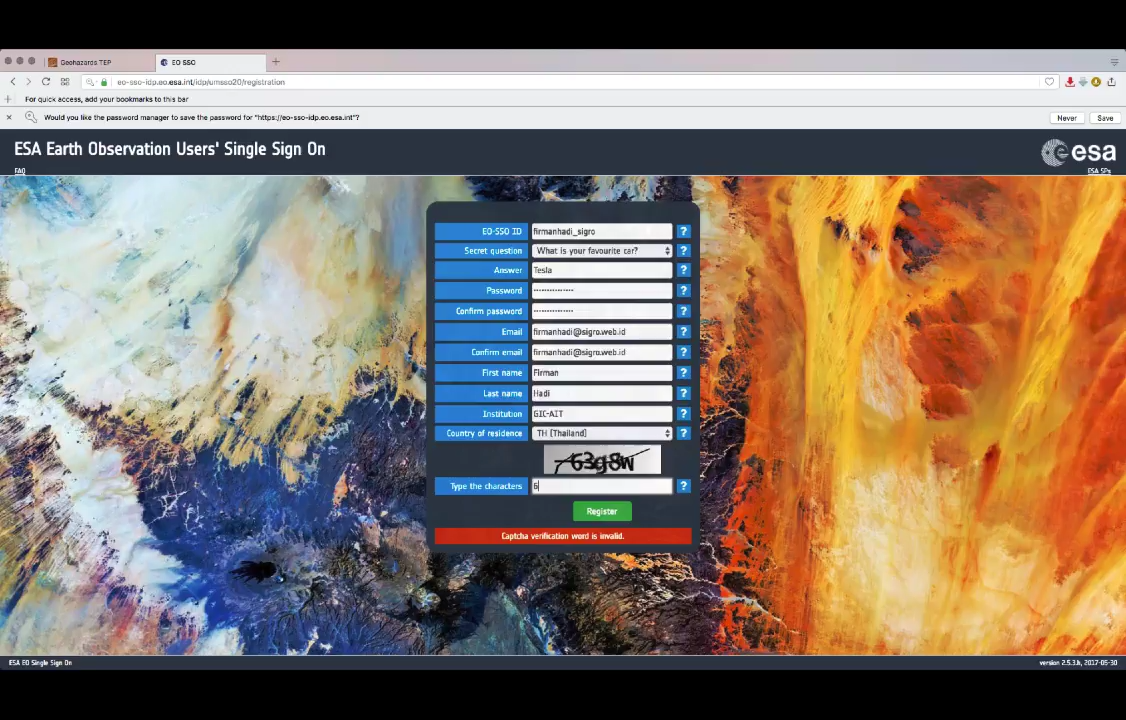 Geohazards TEP
EO SSO
eo-sso-idp.eo.esa.int/idp/umsso20/registration
For quick access, add your bookmarks to this bar
Would you like the password manager to save the password for "https://eo-sso-idp.eo.esa.int"?
Never
Save
ESA Earth Observation Users' Single Sign On
esa
FAQ
ESA SPs
EO-SSO ID firmanhadi_sigro ?
Secret question What is your favourite car? ?
Answer Tesla ?
Password ?
Confirm password ?
Email firmanhadi@sigro.web.id ?
Confirm email firmanhadi@sigro.web.id ?
First name Firman ?
Last name Hadi ?
Institution GIC-AIT ?
Country of residence TH [Thailand] ?
Type the characters 6 ?
Register
Captcha verification word is invalid.
ESA EO Single Sign On
version 2.5.3.h, 2017-05-30